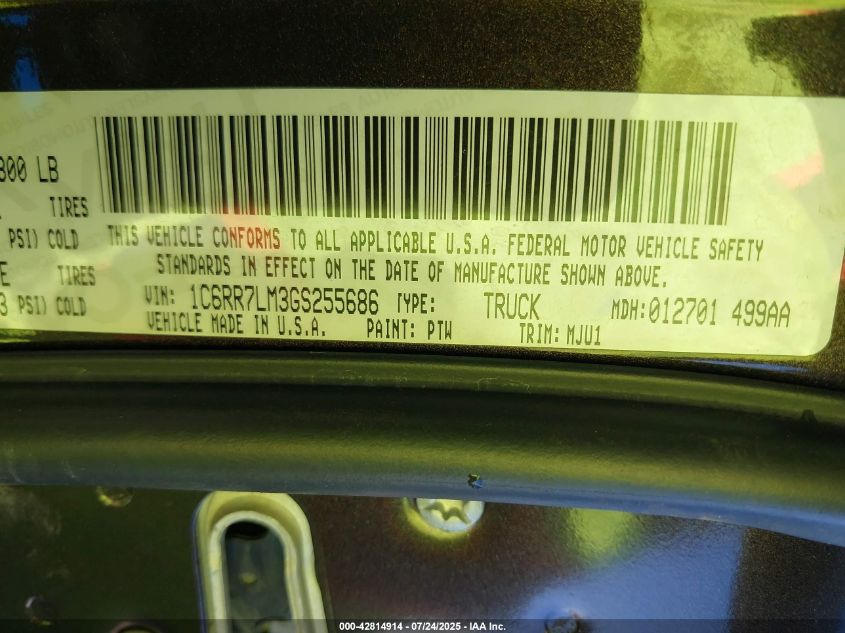 800 LB
TIRES
PSI) COLD
THIS VEHICLE CONFORMS TO ALL APPLICABLE U.S.A. FEDERAL MOTOR VEHICLE SAFETY
STANDARDS IN EFFECT ON THE DATE OF MANUFACTURE SHOWN ABOVE.
E TIRES
3 PSI) COLD
VIN: 1C6RR7LM3GS255686 TYPE: TRUCK MDH:012701 499AA
VEHICLE MADE IN U.S.A. PAINT: PTW TRIM: MJU1
000-42814914 - 07/24/2025 - IAA Inc.